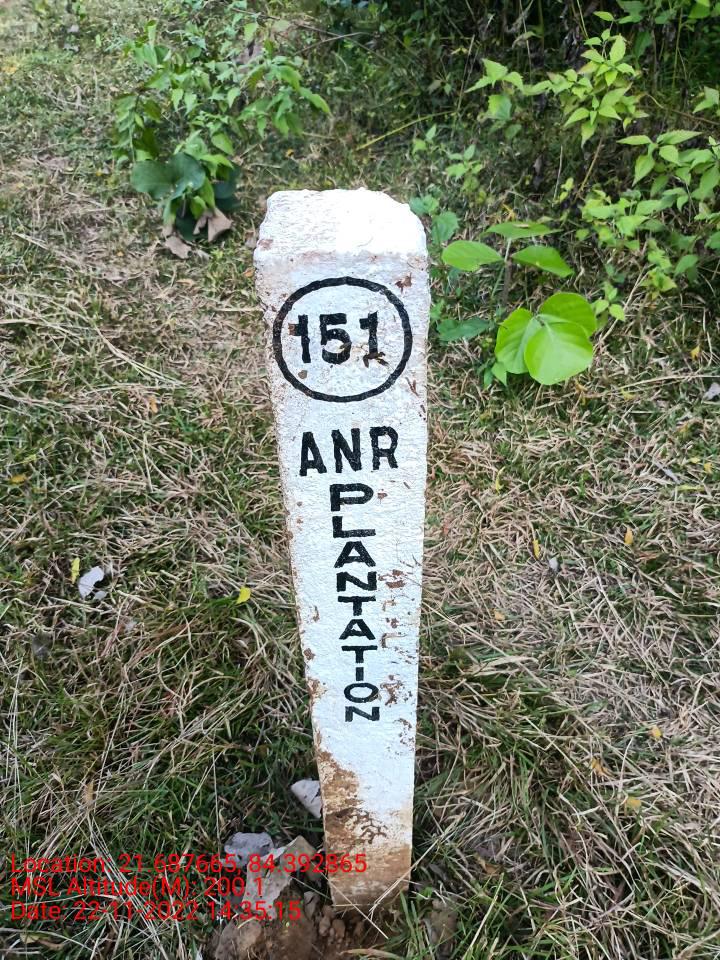 151
ANR
PLANTATION
Location: 21.687665, 84.392865
MSL Altitude(M): 200.1
Date: 22-11-2022 14:35:15